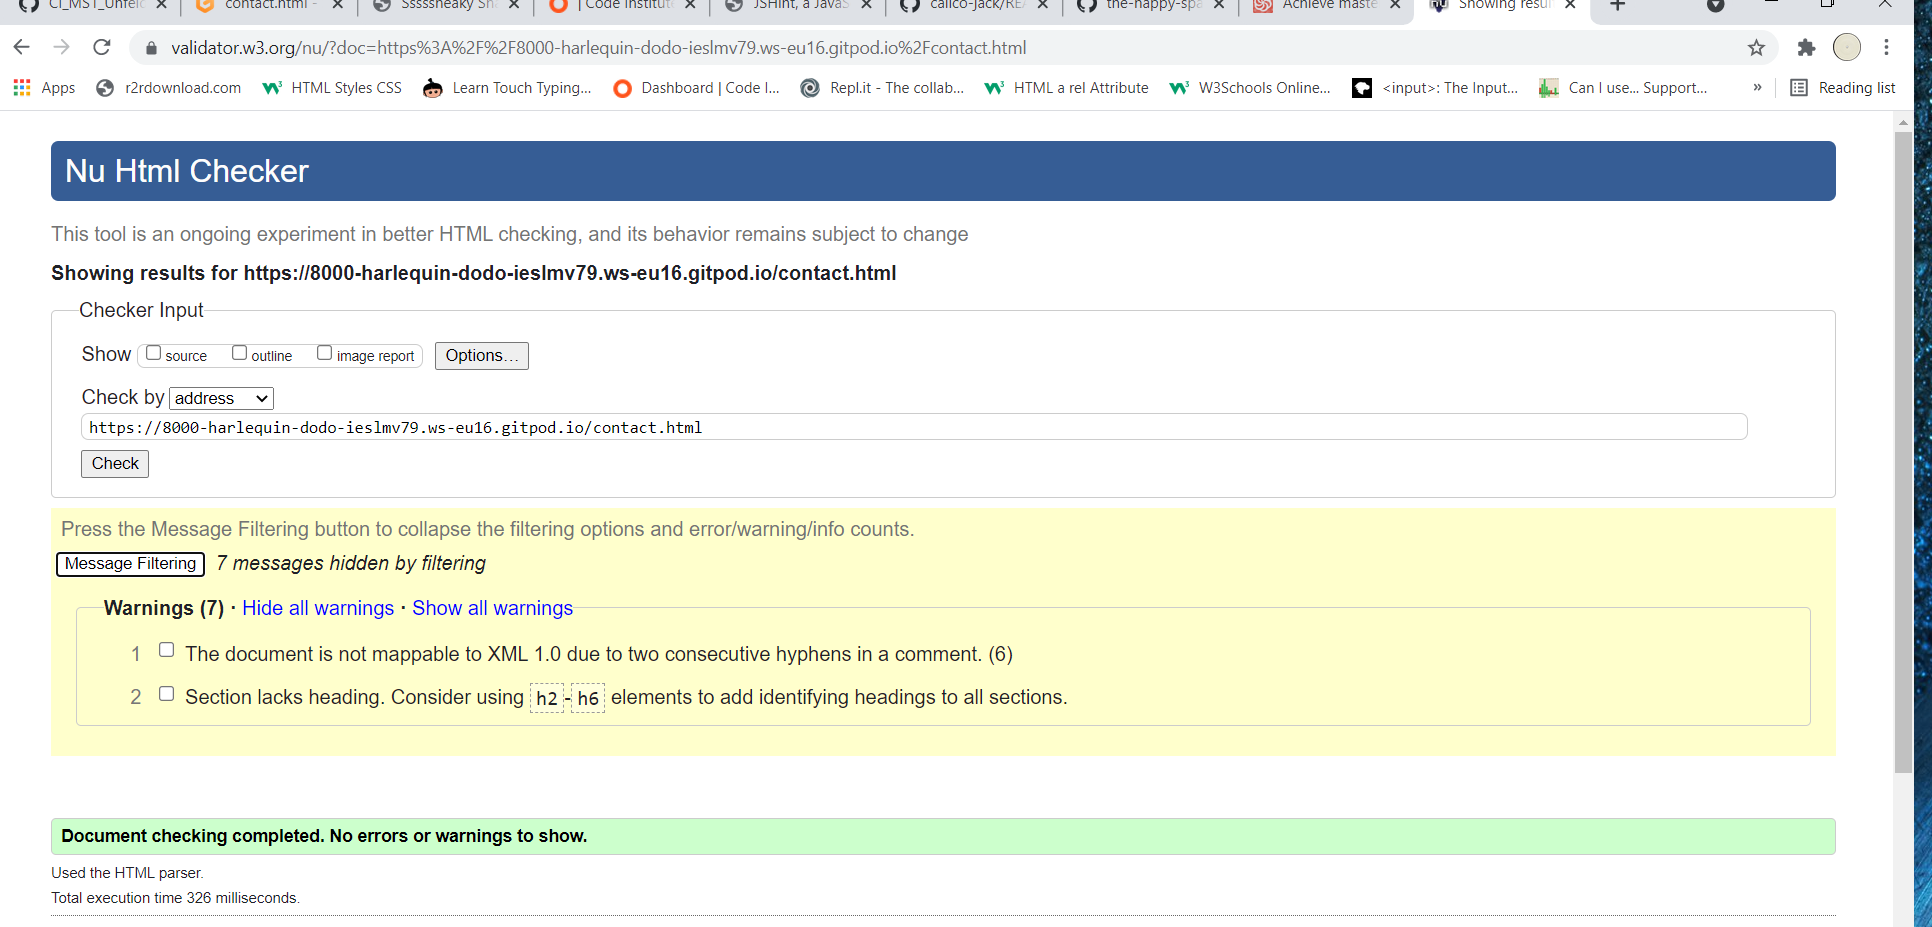 CI_MST_Unfel
contact.html -
Sssssneaky Sna
| Code Institut
JSHint, a JavaS
calico-jack/REA
the-happy-spa
Achieve maste
Showing resul
validator.w3.org/nu/?doc=https%3A%2F%2F8000-harlequin-dodo-ieslmv79.ws-eu16.gitpod.io%2Fcontact.html
Apps r2rdownload.com HTML Styles CSS Learn Touch Typing... Dashboard | Code I... Repl.it - The collab... HTML a rel Attribute W3Schools Online... <input>: The Input... Can I use... Support... » Reading list
Nu Html Checker
This tool is an ongoing experiment in better HTML checking, and its behavior remains subject to change
Showing results for https://8000-harlequin-dodo-ieslmv79.ws-eu16.gitpod.io/contact.html
Checker Input
Show source outline image report Options...
Check by address
https://8000-harlequin-dodo-ieslmv79.ws-eu16.gitpod.io/contact.html
Check
Press the Message Filtering button to collapse the filtering options and error/warning/info counts.
Message Filtering 7 messages hidden by filtering
Warnings (7) · Hide all warnings · Show all warnings
1 The document is not mappable to XML 1.0 due to two consecutive hyphens in a comment. (6)
2 Section lacks heading. Consider using h2-h6 elements to add identifying headings to all sections.
Document checking completed. No errors or warnings to show.
Used the HTML parser.
Total execution time 326 milliseconds.